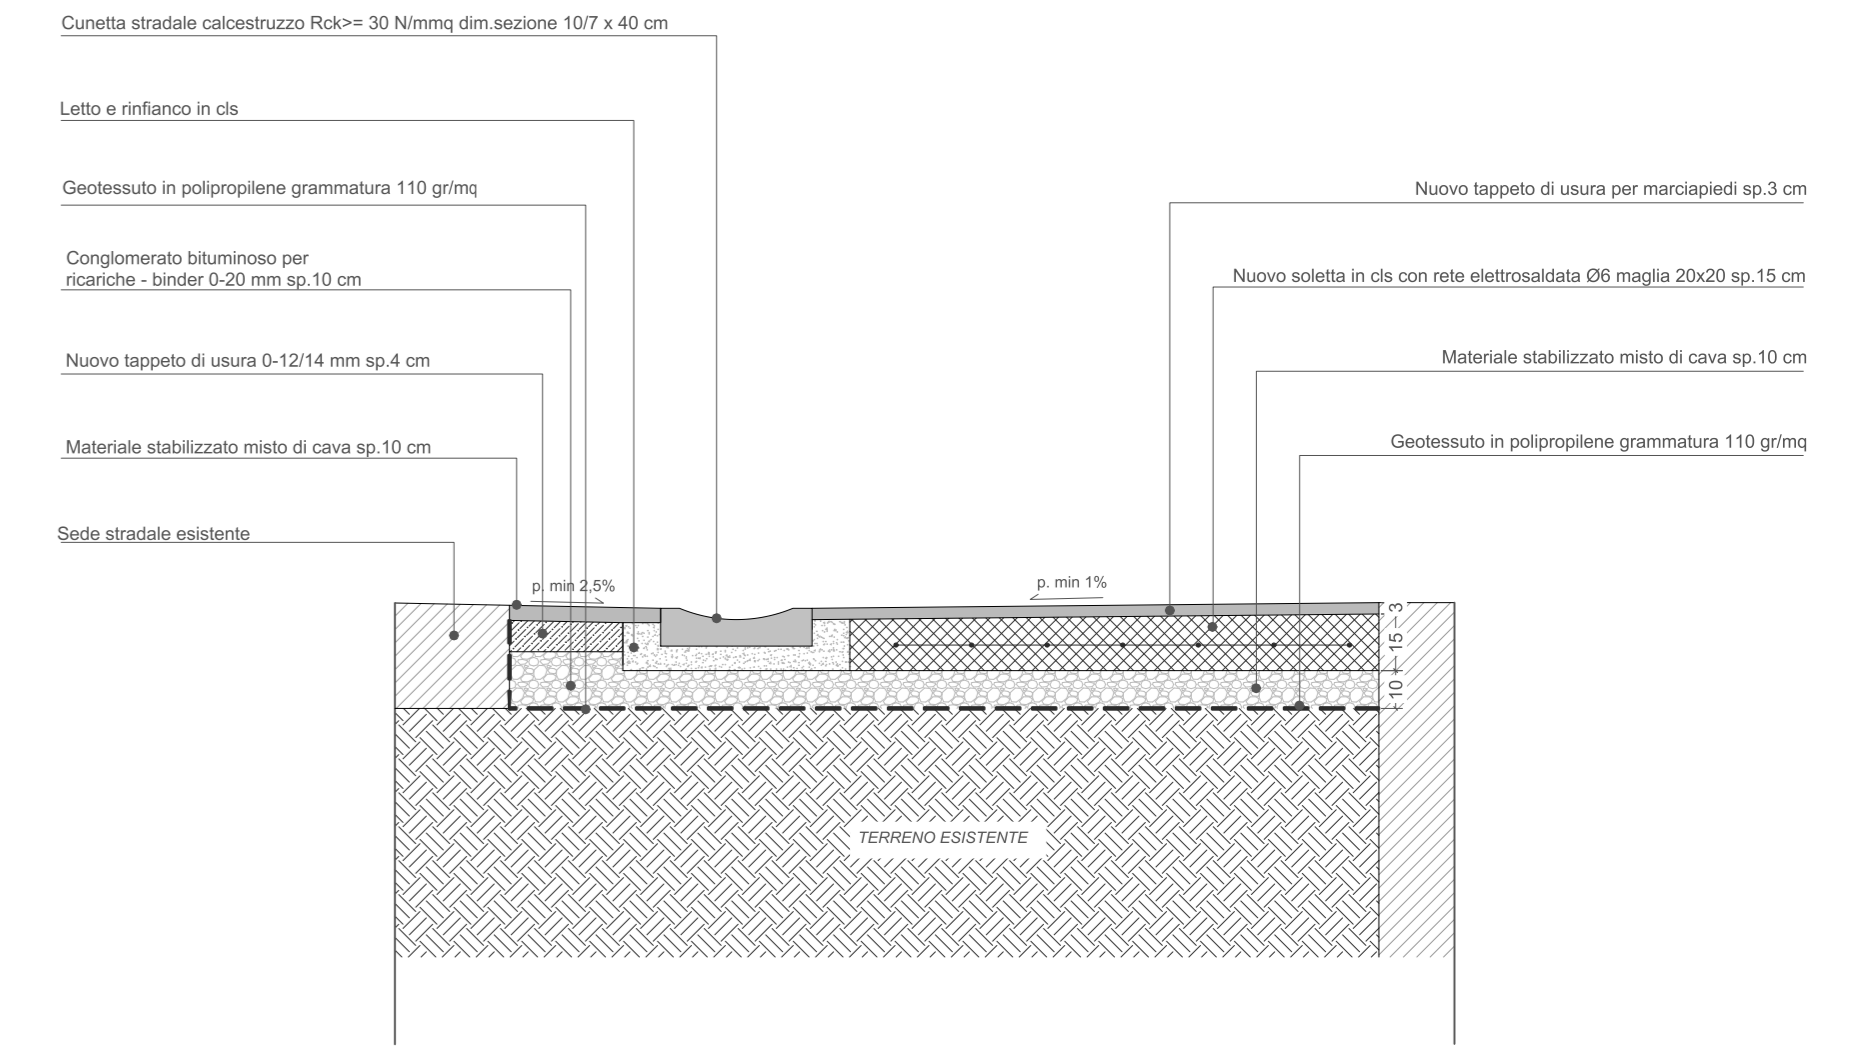 Cunetta stradale calcestruzzo Rck>= 30 N/mmq dim.sezione 10/7 x 40 cm
Letto e rinfianco in cls
Geotessuto in polipropilene grammatura 110 gr/mq
Conglomerato bituminoso per
ricariche - binder 0-20 mm sp.10 cm
Nuovo tappeto di usura 0-12/14 mm sp.4 cm
Materiale stabilizzato misto di cava sp.10 cm
Sede stradale esistente
Nuovo tappeto di usura per marciapiedi sp.3 cm
Nuovo soletta in cls con rete elettrosaldata Ø6 maglia 20x20 sp.15 cm
Materiale stabilizzato misto di cava sp.10 cm
Geotessuto in polipropilene grammatura 110 gr/mq
p. min 2,5%
p. min 1%
3
15
10
TERRENO ESISTENTE